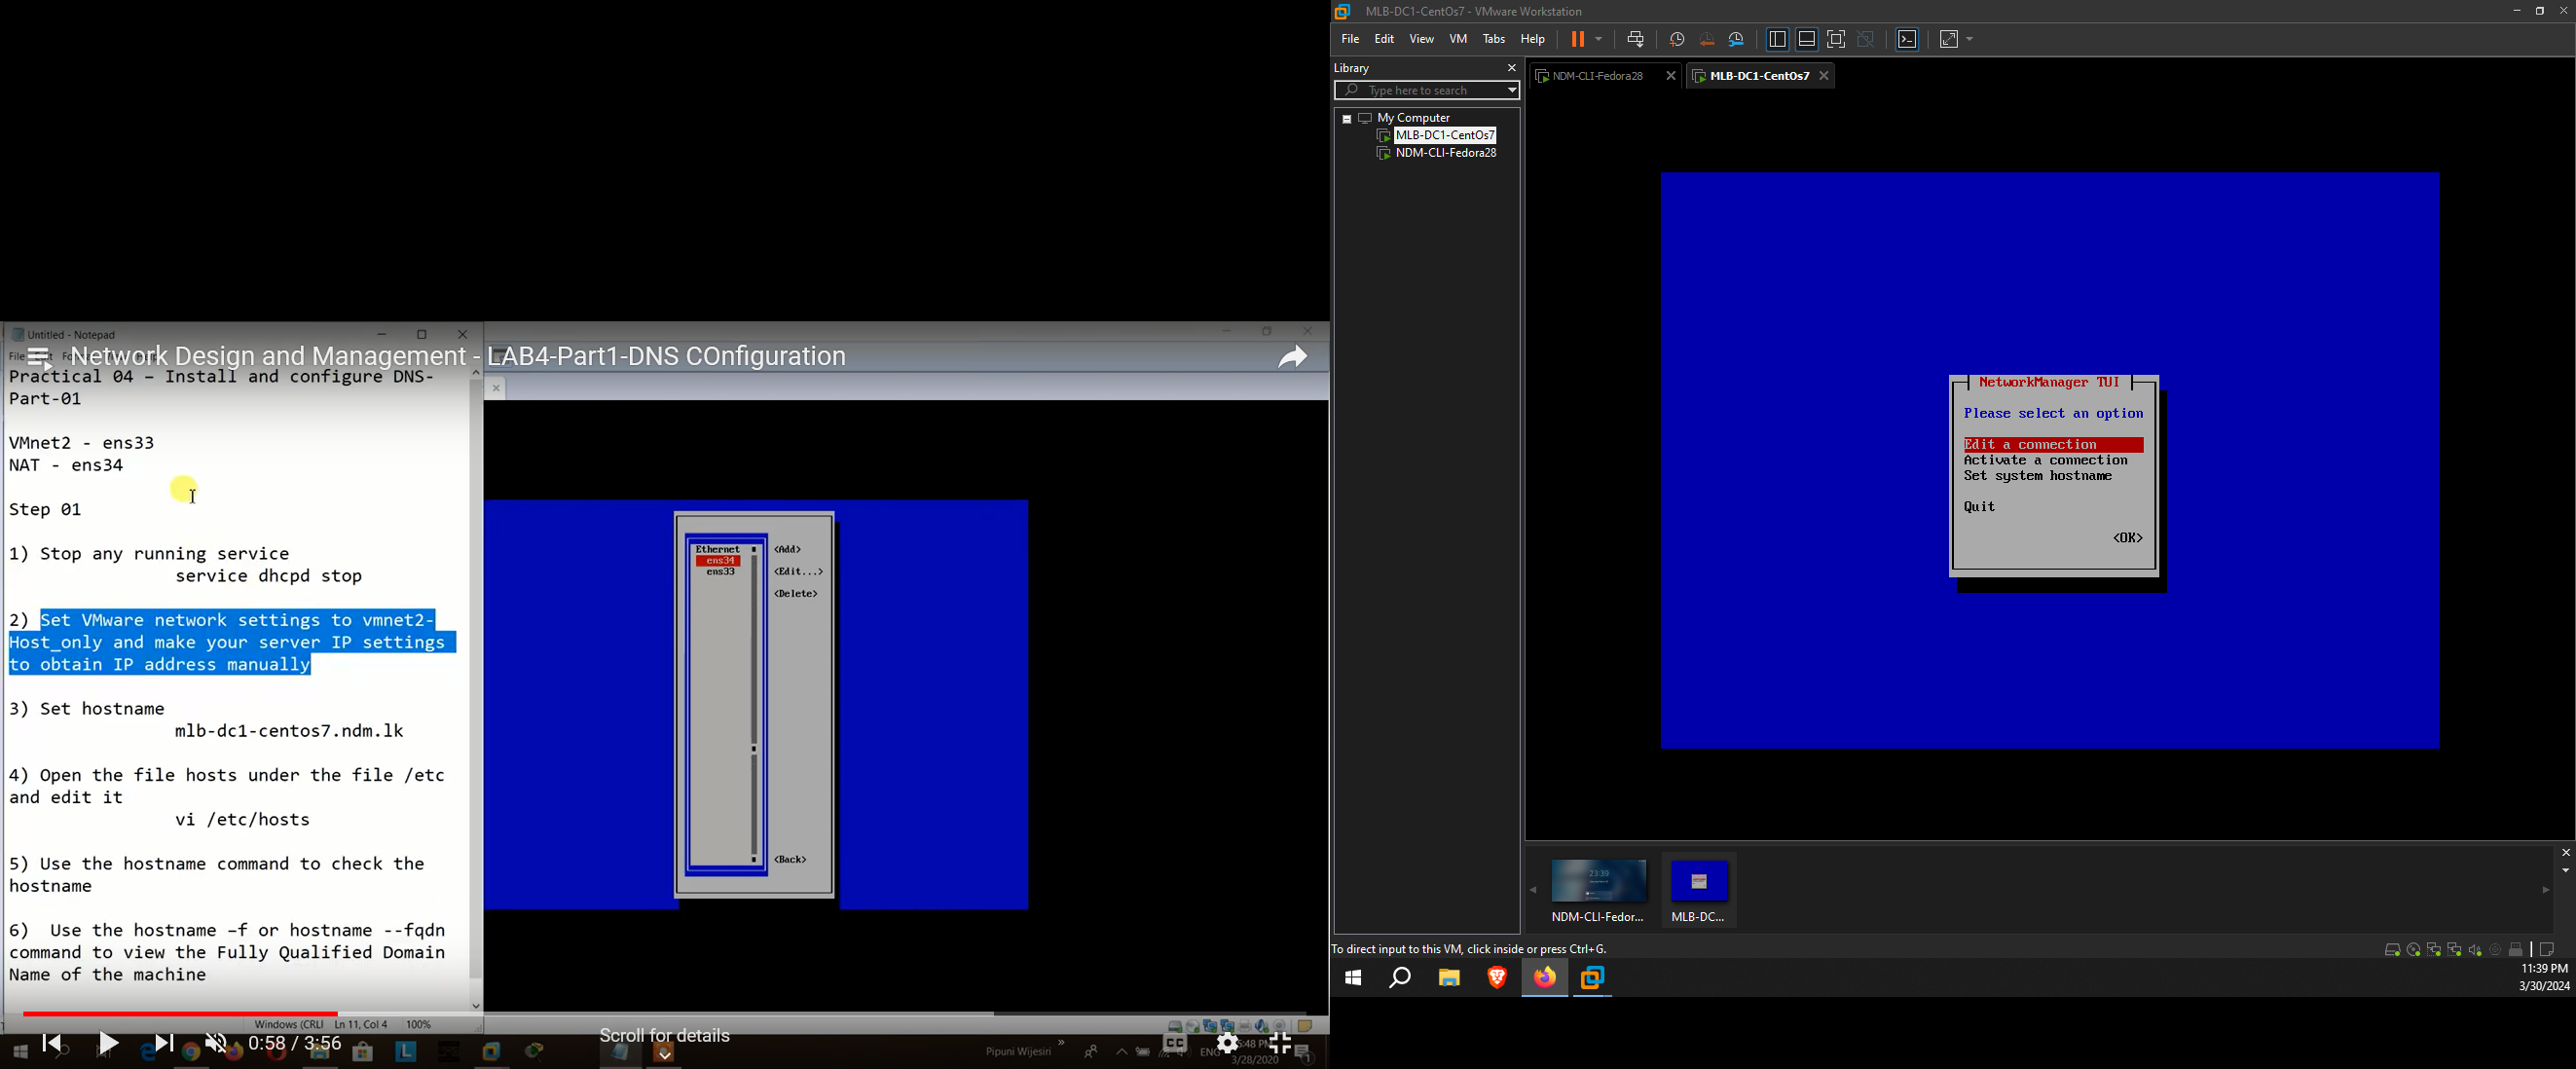 Untitled - Notepad
Network Design and Management - LAB4-Part1-DNS COnfiguration
Practical 04 – Install and configure DNS-
Part-01
VMnet2 - ens33
NAT - ens34
Step 01
1) Stop any running service
service dhcpd stop
2) Set VMware network settings to vmnet2-
Host_only and make your server IP settings
to obtain IP address manually
3) Set hostname
mlb-dc1-centos7.ndm.lk
4) Open the file hosts under the file /etc
and edit it
vi /etc/hosts
5) Use the hostname command to check the
hostname
6) Use the hostname –f or hostname --fqdn
command to view the Fully Qualified Domain
Name of the machine
Windows (CRLF Ln 11, Col 4 100%
0:58 / 3:56
Scroll for details
CC
Pipuni Wijesiri
ENG
3/28/2020
Ethernet
ens34
ens33
<Add>
<Edit...>
<Delete>
<Back>
MLB-DC1-CentOs7 - VMware Workstation
File Edit View VM Tabs Help
Library
Type here to search
My Computer
MLB-DC1-CentOs7
NDM-CLI-Fedora28
NDM-CLI-Fedora28
MLB-DC1-CentOs7
NetworkManager TUI
Please select an option
Edit a connection
Activate a connection
Set system hostname
Quit
<OK>
23:39
NDM-CLI-Fedor...
MLB-DC...
To direct input to this VM, click inside or press Ctrl+G.
11:39 PM
3/30/2024